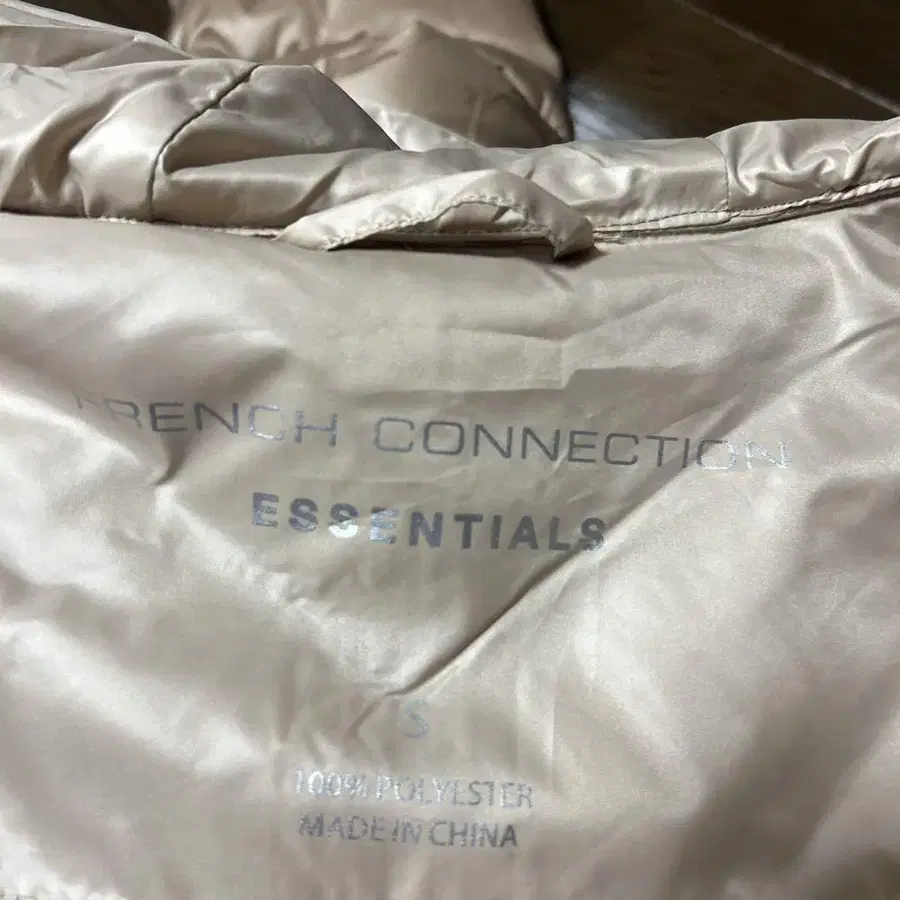 FRENCH CONNECTION
ESSENTIALS
S
100% POLYESTER
MADE IN CHINA